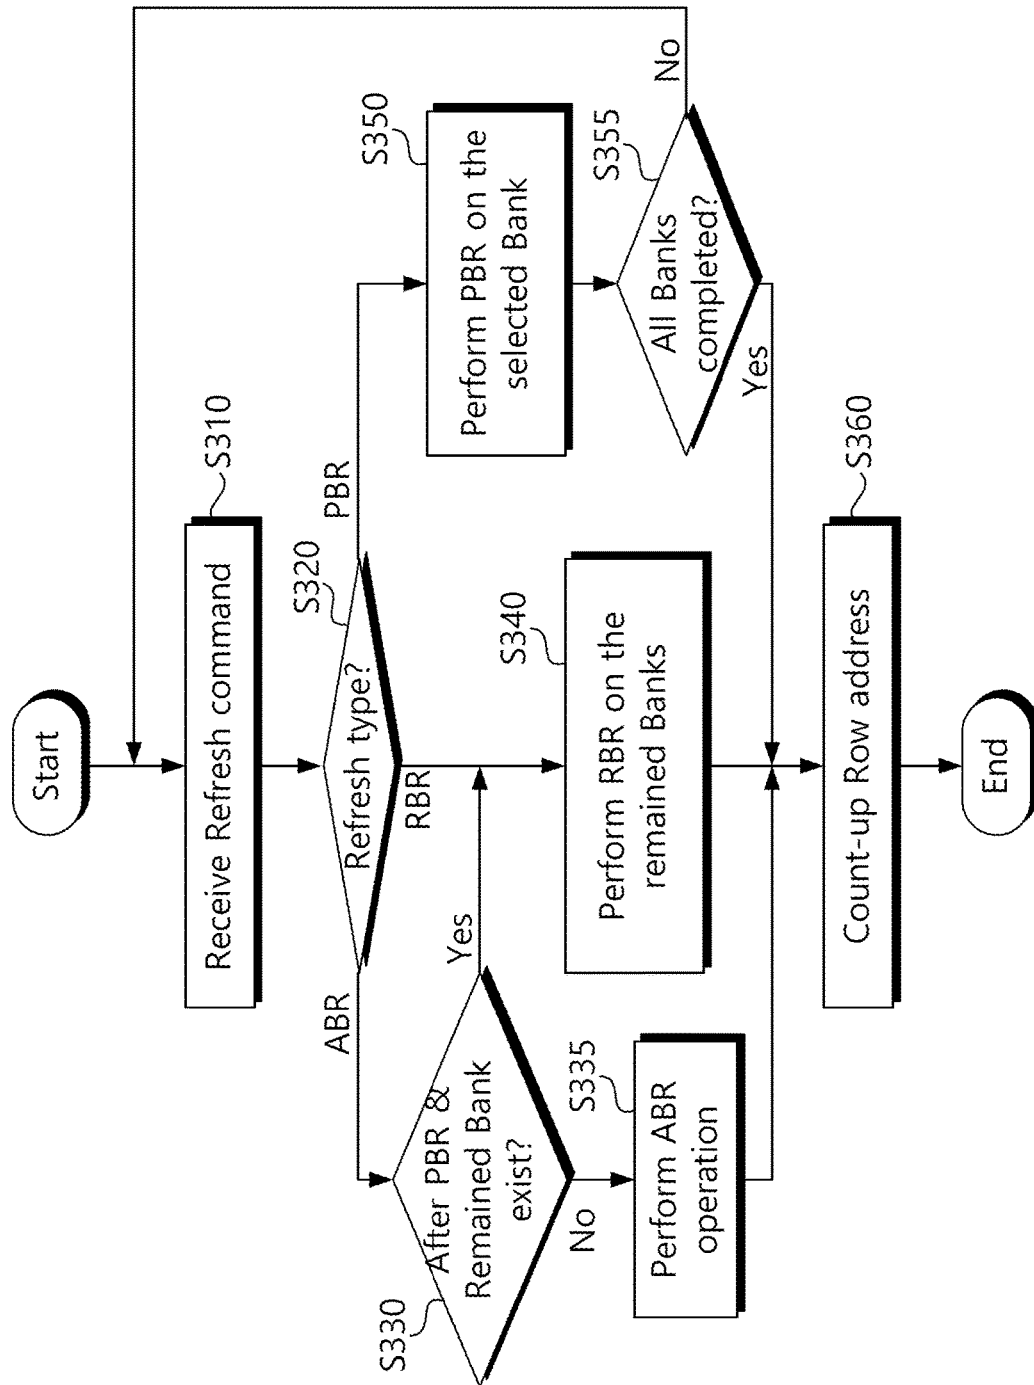 Start
Receive Refresh command
S310
Refresh type?
S320
ABR
RBR
PBR
After PBR &
Remained Bank
exist?
S330
Yes
No
Perform ABR
operation
S335
Perform RBR on the
remained Banks
S340
Perform PBR on the
selected Bank
S350
All Banks
completed?
S355
No
Yes
Count-up Row address
S360
End